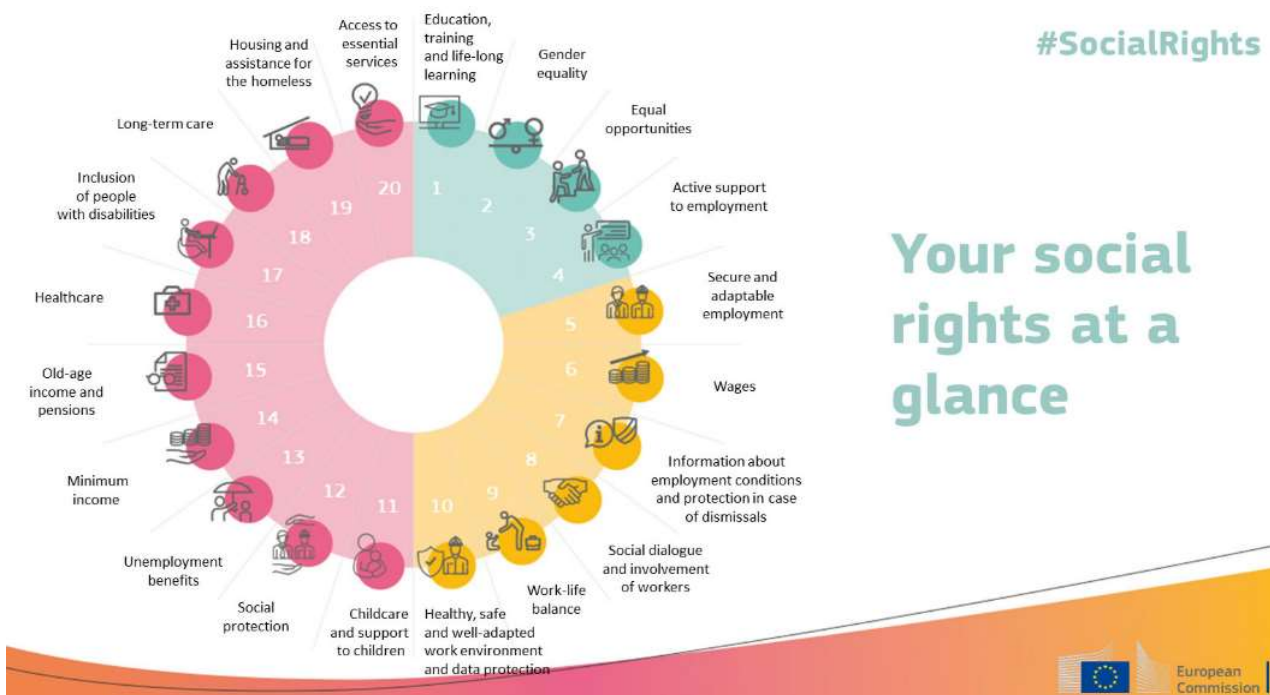 #SocialRights
Your social
rights at a
glance
Education,
training
and life-long
learning
Gender
equality
Equal
opportunities
Active support
to employment
Secure and
adaptable
employment
Wages
Information about
employment conditions
and protection in case
of dismissals
Social dialogue
and involvement
of workers
Work-life
balance
Healthy, safe
and well-adapted
work environment
and data protection
Childcare
and support
to children
Social
protection
Unemployment
benefits
Minimum
income
Old-age
income and
pensions
Healthcare
Inclusion
of people
with disabilities
Long-term care
Housing and
assistance for
the homeless
Access to
essential
services
1
2
3
4
5
6
7
8
9
10
11
12
13
14
15
16
17
18
19
20
European
Commission